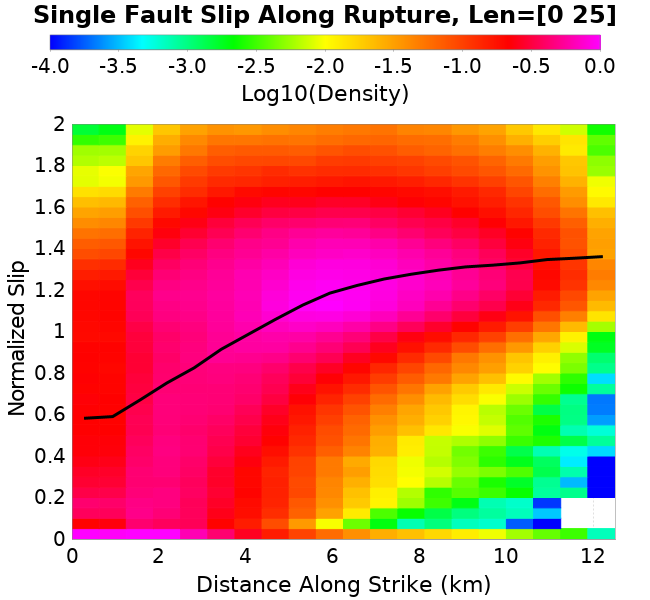 Single Fault Slip Along Rupture, Len=[0 25]
-4.0 -3.5 -3.0 -2.5 -2.0 -1.5 -1.0 -0.5 0.0
Log10(Density)
Normalized Slip
2
1.8
1.6
1.4
1.2
1
0.8
0.6
0.4
0.2
0
0 2 4 6 8 10 12
Distance Along Strike (km)